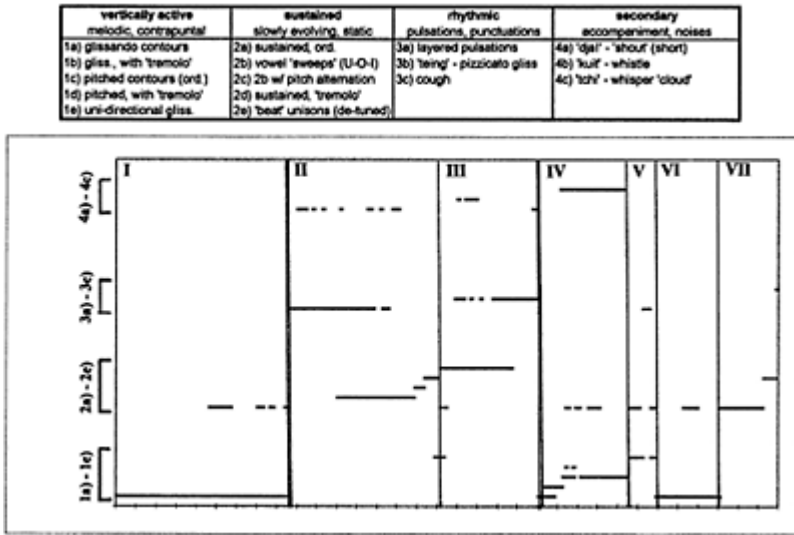 vertically active sustained rhythmic secondary
melodic, contrapuntal slowly evolving, static pulsations, punctuations accompaniment, noises
1a) glissando contours 2a) sustained, ord. 3a) layered pulsations 4a) 'djal' - 'shout' (short)
1b) gliss., with 'tremolo' 2b) vowel 'sweeps' (U-O-I) 3b) 'teing' - pizzicato gliss 4b) 'kuit' - whistle
1c) pitched contours (ord.) 2c) 2b w/ pitch alternation 3c) cough 4c) 'tchi' - whisper 'cloud'
1d) pitched, with 'tremolo' 2d) sustained, 'tremolo'
1e) uni-directional gliss. 2e) 'beat' unisons (de-tuned)
I II III IV V VI VII
4a) - 4c)
3a) - 3c)
2a) - 2e)
1a) - 1e)